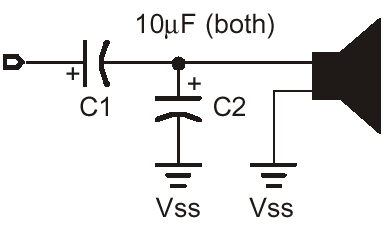 10µF (both)
+
+
C1
C2
Vss
Vss